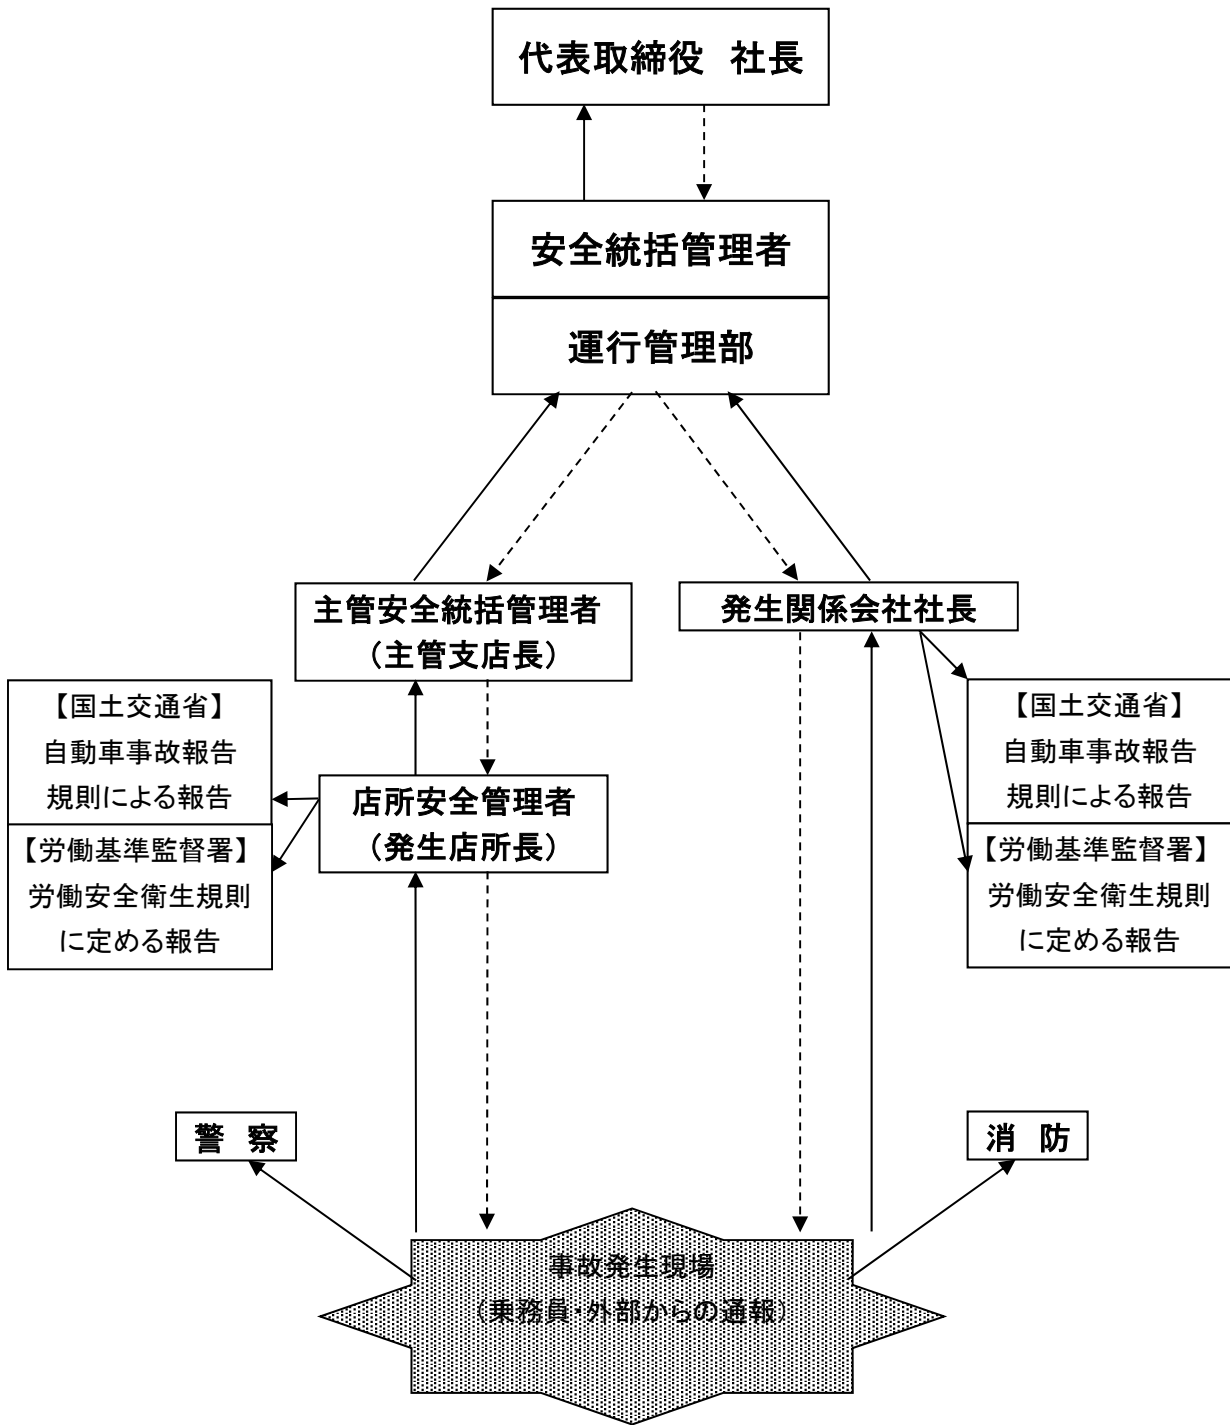 代表取締役　社長
安全統括管理者
運行管理部
主管安全統括管理者
（主管支店長）
発生関係会社社長
【国土交通省】
自動車事故報告
規則による報告
【労働基準監督署】
労働安全衛生規則
に定める報告
店所安全管理者
（発生店所長）
【国土交通省】
自動車事故報告
規則による報告
【労働基準監督署】
労働安全衛生規則
に定める報告
警　察
消　防
事故発生現場
（乗務員・外部からの通報）